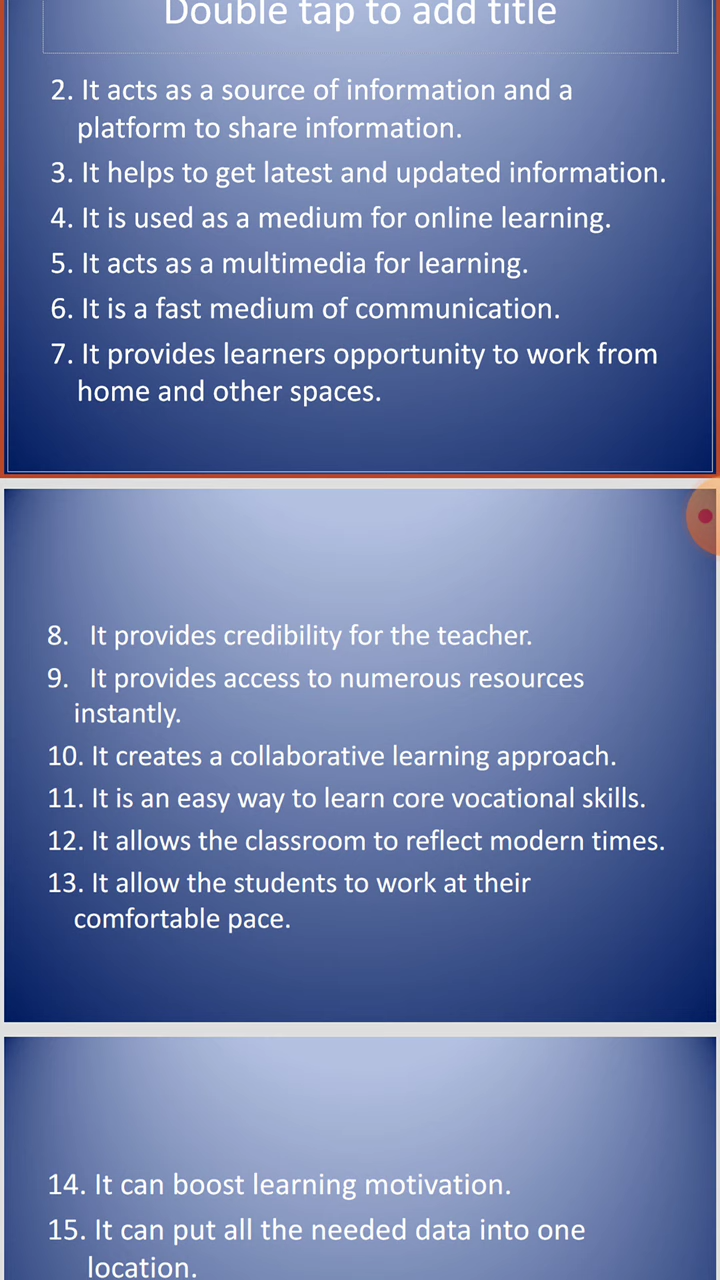 Double tap to add title
2. It acts as a source of information and a
platform to share information.
3. It helps to get latest and updated information.
4. It is used as a medium for online learning.
5. It acts as a multimedia for learning.
6. It is a fast medium of communication.
7. It provides learners opportunity to work from
home and other spaces.
8. It provides credibility for the teacher.
9. It provides access to numerous resources
instantly.
10. It creates a collaborative learning approach.
11. It is an easy way to learn core vocational skills.
12. It allows the classroom to reflect modern times.
13. It allow the students to work at their
comfortable pace.
14. It can boost learning motivation.
15. It can put all the needed data into one
location.